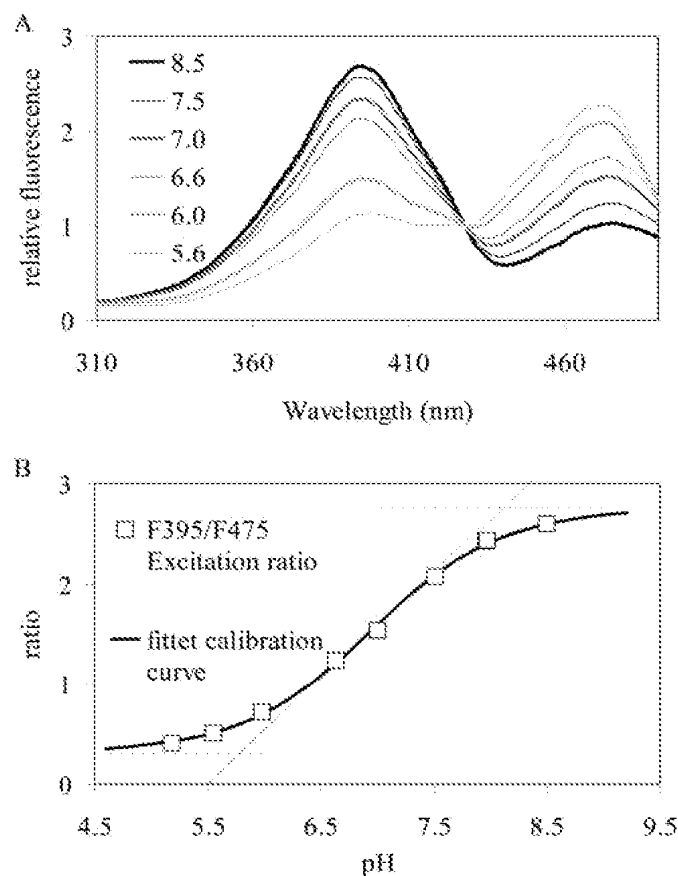 A
3
8.5
7.5
2
7.0
6.6
1
6.0
5.6
0
310
360
410
460
relative fluorescence
Wavelength (nm)
B
3
F395/F475
Excitation ratio
2
fittet calibration
curve
1
0
4.5
5.5
6.5
7.5
8.5
9.5
ratio
pH